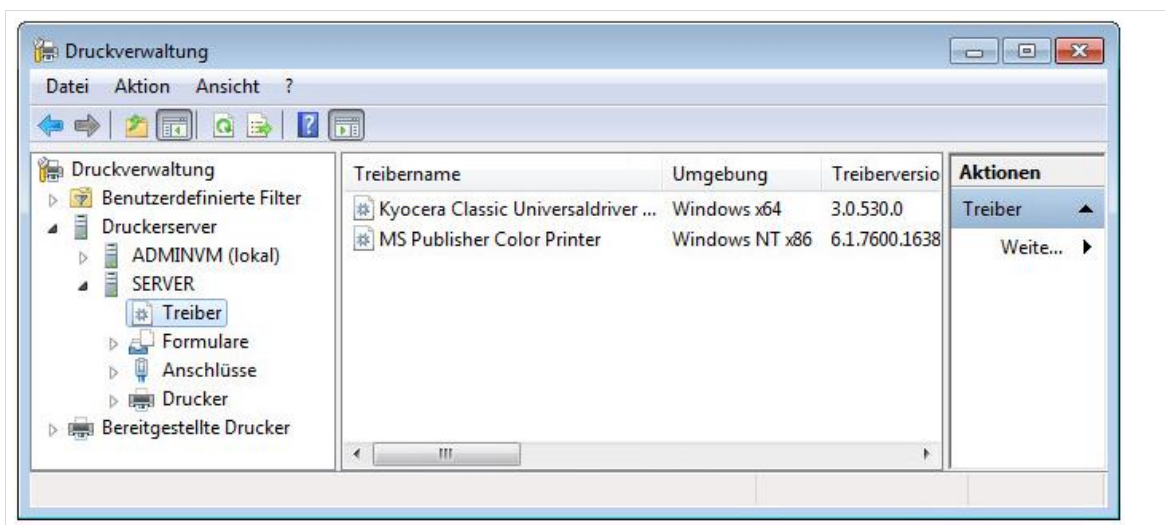 Druckverwaltung
Datei Aktion Ansicht ?
Druckverwaltung
Benutzerdefinierte Filter
Druckerserver
ADMINVM (lokal)
SERVER
Treiber
Formulare
Anschlüsse
Drucker
Bereitgestellte Drucker
Treibername Umgebung Treiberversio
Kyocera Classic Universaldriver ... Windows x64 3.0.530.0
MS Publisher Color Printer Windows NT x86 6.1.7600.1638
Aktionen
Treiber
Weite...